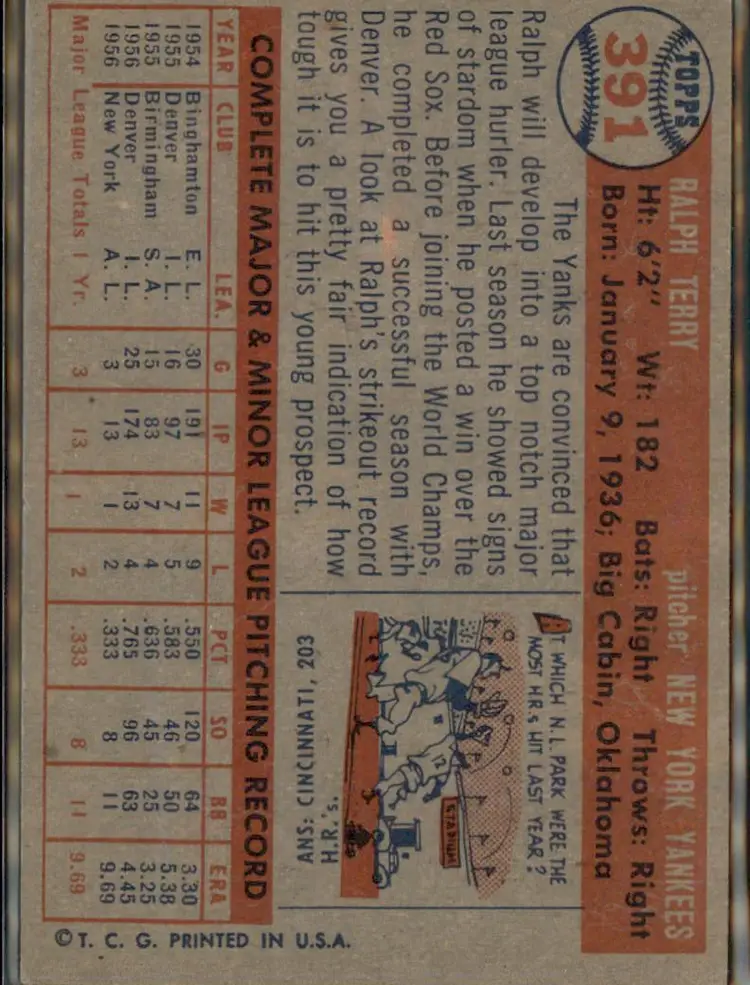 TOPPS
391
RALPH TERRY pitcher NEW YORK YANKEES
Ht: 6'2" Wt: 182 Bats: Right Throws: Right
Born: January 9, 1936; Big Cabin, Oklahoma
The Yanks are convinced that
Ralph will develop into a top notch major
league hurler. Last season he showed signs
of stardom when he posted a win over the
Red Sox. Before joining the World Champs,
he completed a successful season with
Denver. A look at Ralph's strikeout record
gives you a pretty fair indication of how
tough it is to hit this young prospect.
AT WHICH N.L. PARK WERE THE
MOST H.R.s HIT LAST YEAR?
STADIUM
12
ANS: CINCINNATI, 203
H.R.'s.
COMPLETE MAJOR & MINOR LEAGUE PITCHING RECORD
YEAR CLUB LEA. G IP W L PCT SO BB ERA
1954 Binghamton E. L. 30 191 11 9 .550 120 64 3.30
1955 Denver I. L. 16 97 7 5 .583 46 50 5.38
1955 Birmingham S. A. 15 83 7 4 .636 45 25 3.25
1956 Denver I. L. 25 174 13 4 .765 96 63 4.45
1956 New York A. L. 3 13 1 2 .333 8 11 9.69
Major League Totals 1 Yr. 3 13 1 2 .333 8 11 9.69
©T. C. G. PRINTED IN U.S.A.